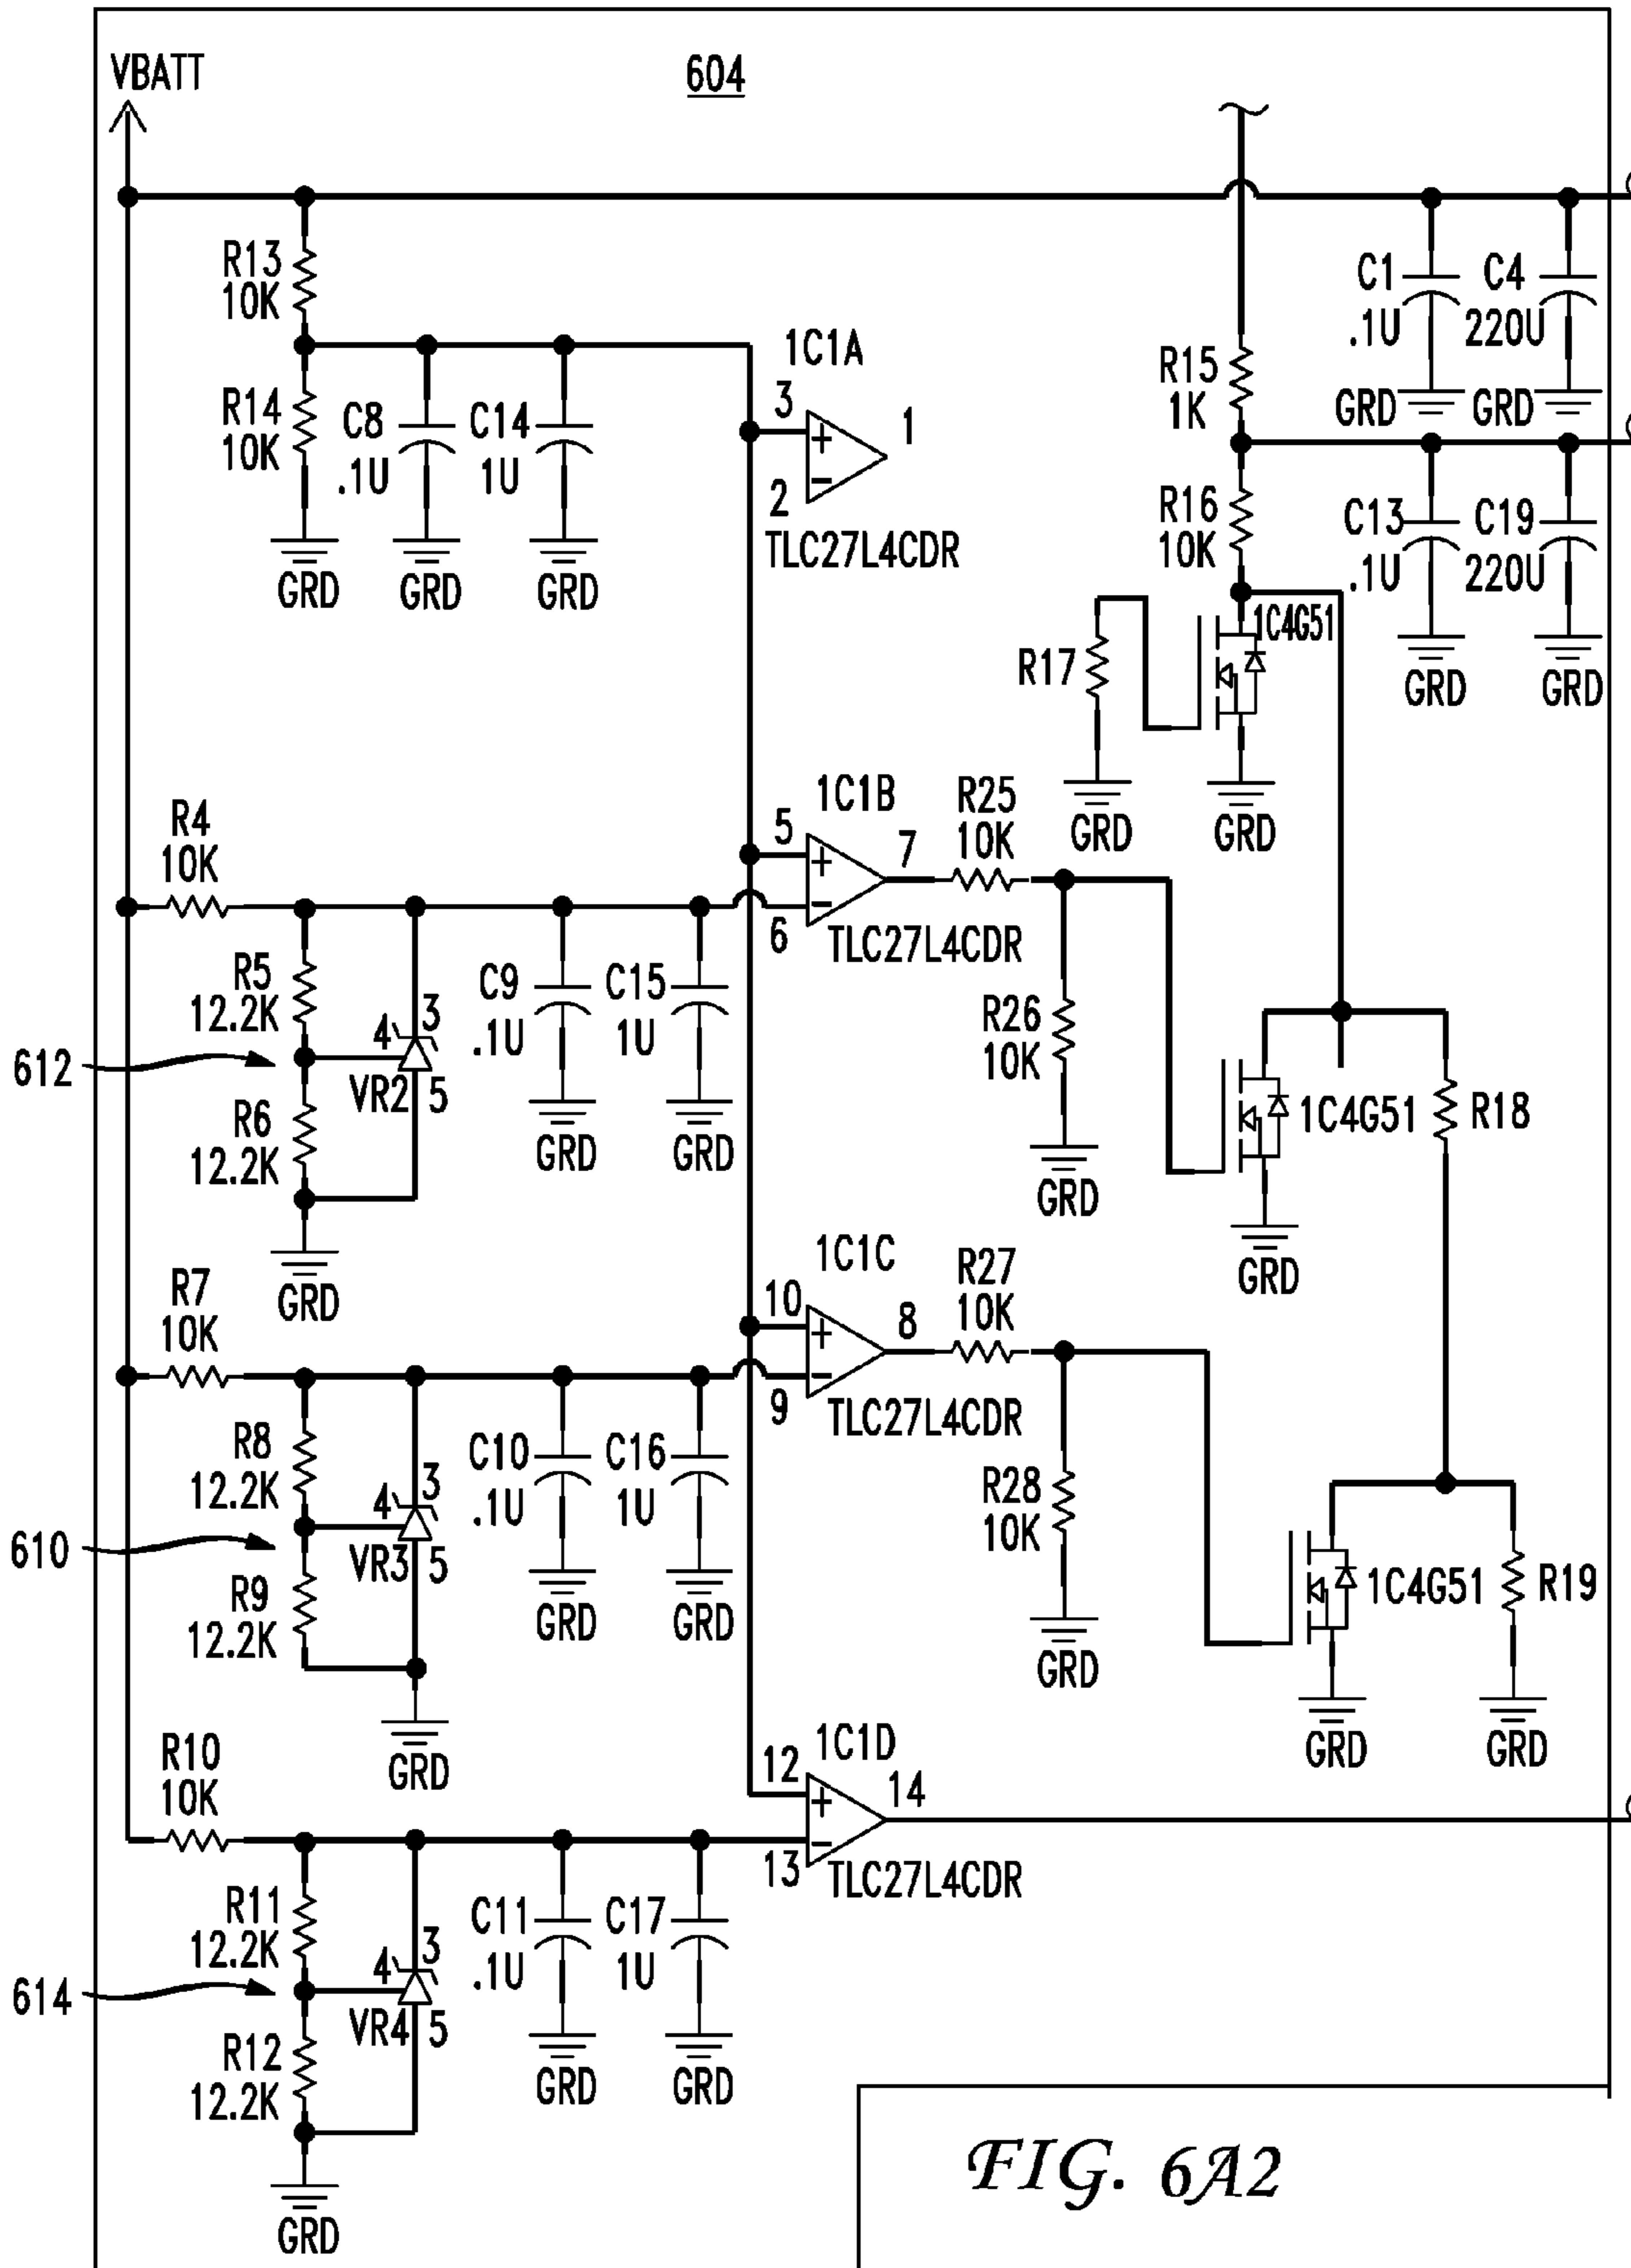 VBATT
604
R13
10K
R14
10K
C8
.1U
C14
1U
GRD
GRD
GRD
1C1A
3
1
2
TLC27L4CDR
R15
1K
R16
10K
C1
.1U
C4
220U
GRD
GRD
C13
.1U
C19
220U
GRD
GRD
1C4G51
R17
GRD
GRD
R4
10K
R5
12.2K
R6
12.2K
4
3
VR2
5
612
GRD
C9
.1U
C15
1U
GRD
GRD
1C1B
5
7
6
TLC27L4CDR
R25
10K
R26
10K
GRD
1C4G51
GRD
R18
R7
10K
R8
12.2K
R9
12.2K
4
3
VR3
5
610
GRD
C10
.1U
C16
1U
GRD
GRD
1C1C
10
8
9
TLC27L4CDR
R27
10K
R28
10K
GRD
1C4G51
GRD
R19
GRD
R10
10K
R11
12.2K
R12
12.2K
4
3
VR4
5
614
GRD
C11
.1U
C17
1U
GRD
GRD
1C1D
12
14
13
TLC27L4CDR
FIG. 6A2